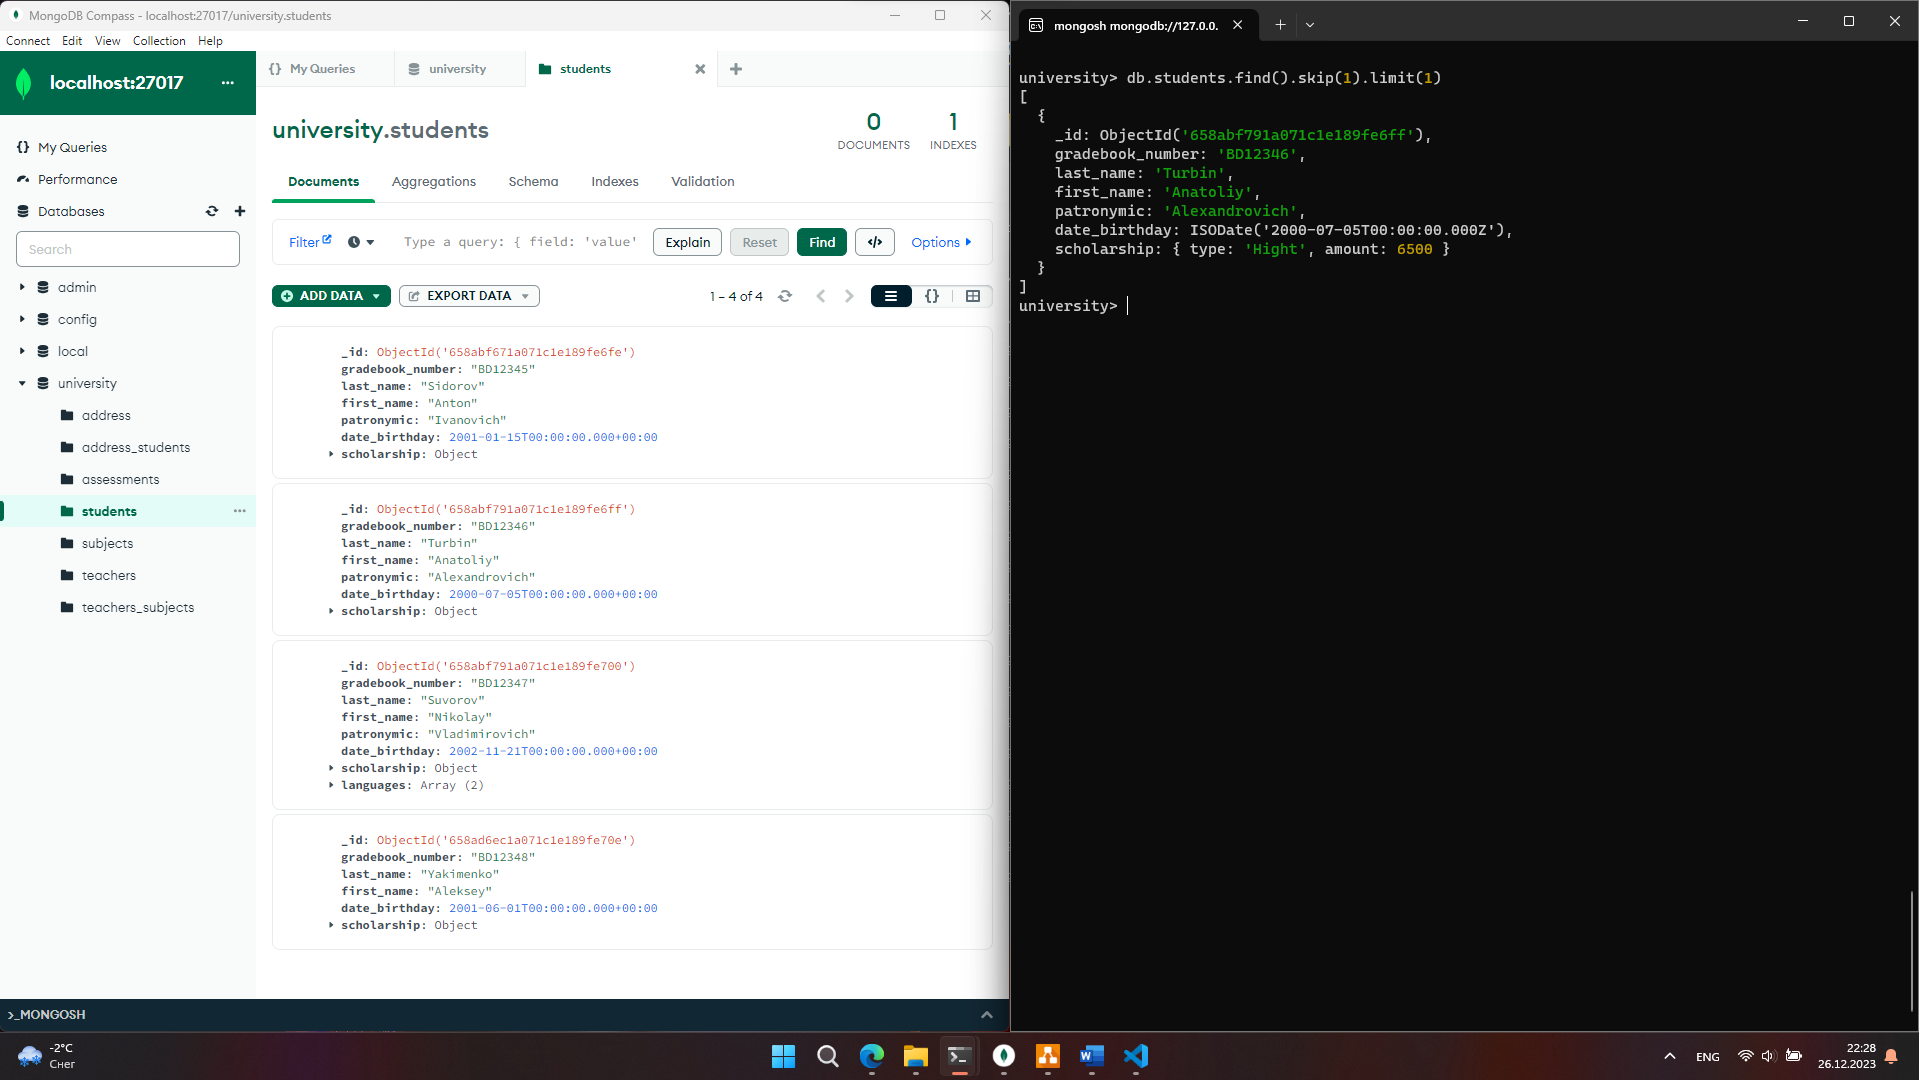 MongoDB Compass - localhost:27017/university.students
Connect Edit View Collection Help
localhost:27017
My Queries
Performance
Databases
Search
admin
config
local
university
address
address_students
assessments
students
subjects
teachers
teachers_subjects
My Queries
university
students
university.students
0
DOCUMENTS
1
INDEXES
Documents Aggregations Schema Indexes Validation
Filter Type a query: { field: 'value' Explain Reset Find </> Options
ADD DATA EXPORT DATA 1 – 4 of 4 {}
_id: ObjectId('658abf671a071c1e189fe6fe')
gradebook_number: "BD12345"
last_name: "Sidorov"
first_name: "Anton"
patronymic: "Ivanovich"
date_birthday: 2001-01-15T00:00:00.000+00:00
scholarship: Object
_id: ObjectId('658abf791a071c1e189fe6ff')
gradebook_number: "BD12346"
last_name: "Turbin"
first_name: "Anatoliy"
patronymic: "Alexandrovich"
date_birthday: 2000-07-05T00:00:00.000+00:00
scholarship: Object
_id: ObjectId('658abf791a071c1e189fe700')
gradebook_number: "BD12347"
last_name: "Suvorov"
first_name: "Nikolay"
patronymic: "Vladimirovich"
date_birthday: 2002-11-21T00:00:00.000+00:00
scholarship: Object
languages: Array (2)
_id: ObjectId('658ad6ec1a071c1e189fe70e')
gradebook_number: "BD12348"
last_name: "Yakimenko"
first_name: "Aleksey"
date_birthday: 2001-06-01T00:00:00.000+00:00
scholarship: Object
>_MONGOSH
mongosh mongodb://127.0.0.
university> db.students.find().skip(1).limit(1)
[
{
_id: ObjectId('658abf791a071c1e189fe6ff'),
gradebook_number: 'BD12346',
last_name: 'Turbin',
first_name: 'Anatoliy',
patronymic: 'Alexandrovich',
date_birthday: ISODate('2000-07-05T00:00:00.000Z'),
scholarship: { type: 'Hight', amount: 6500 }
}
]
university>
-2°C
Снег
ENG
22:28
26.12.2023